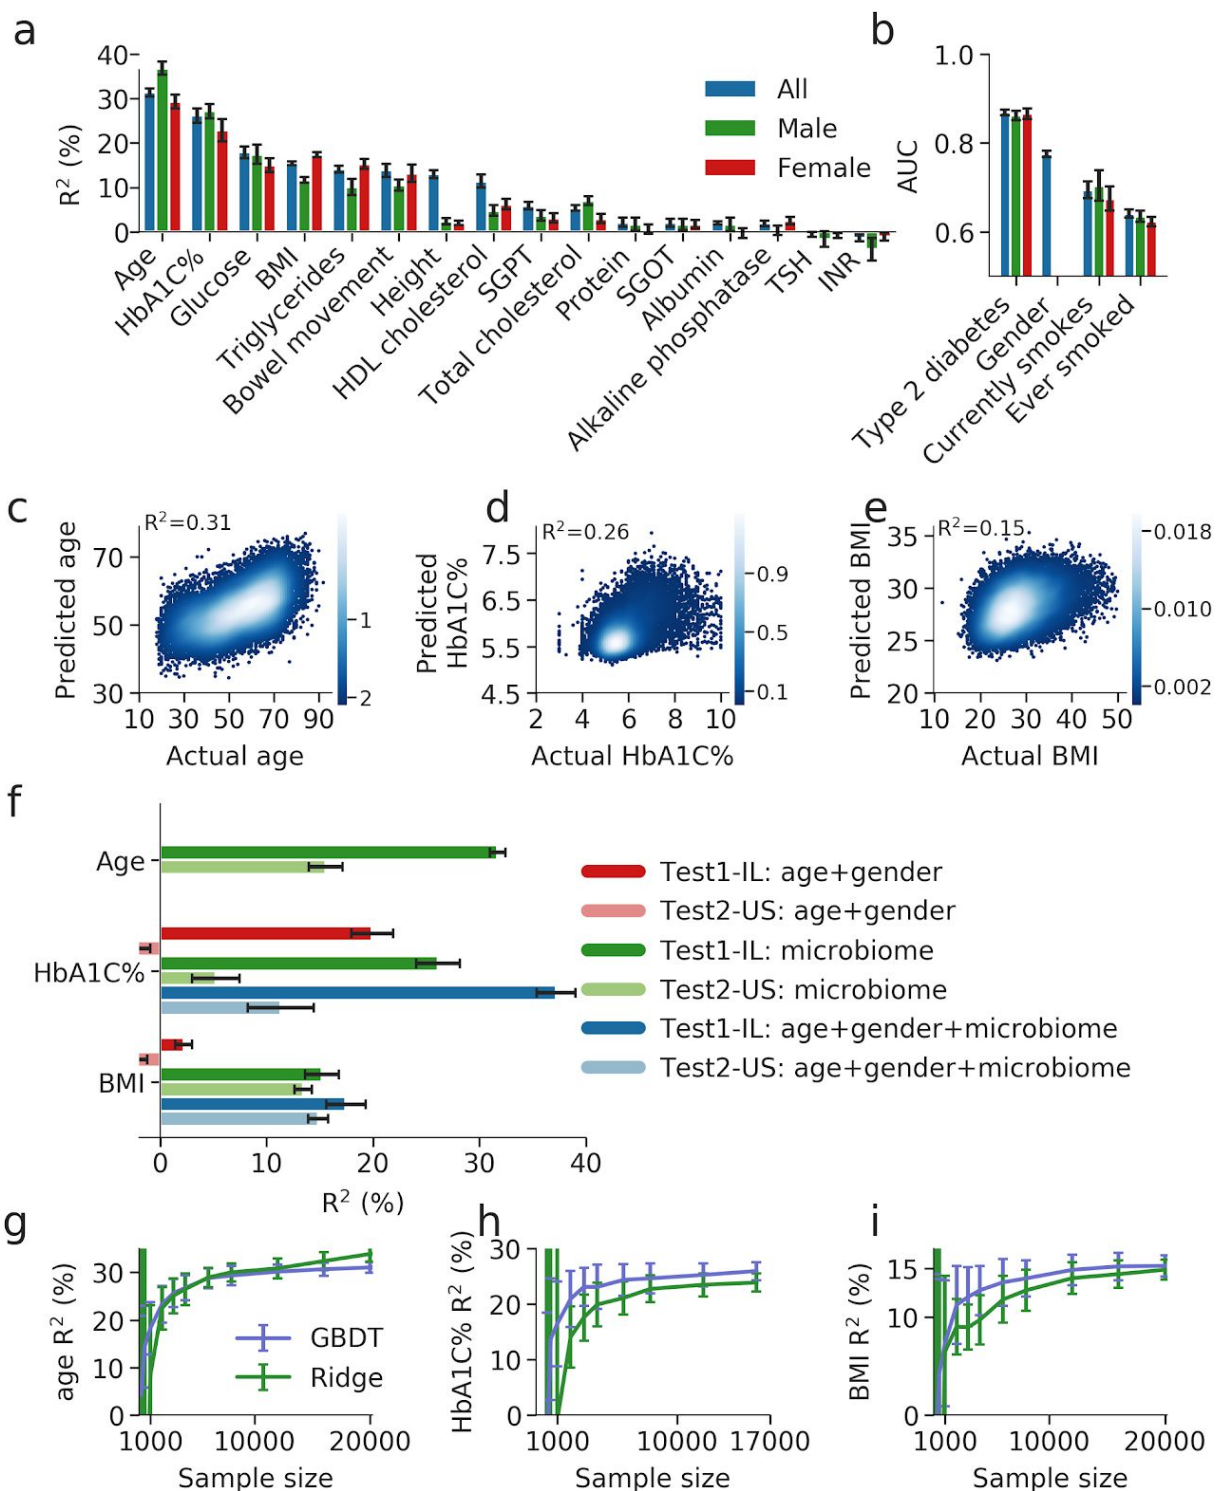 a
40
30
20
10
0
R² (%)
All
Male
Female
Age
HbA1C%
Glucose
BMI
Triglycerides
Bowel movement
Height
HDL cholesterol
SGPT
Total cholesterol
Protein
SGOT
Albumin
Alkaline phosphatase
TSH
INR
b
1.0
0.8
0.6
AUC
Type 2 diabetes
Gender
Currently smokes
Ever smoked
c
R²=0.31
Predicted age
70
50
30
10 30 50 70 90
Actual age
1
2
d
R²=0.26
Predicted
HbA1C%
7.5
6.5
5.5
4.5
2 4 6 8 10
Actual HbA1C%
0.9
0.5
0.1
e
R²=0.15
Predicted BMI
35
30
25
20
10 20 30 40 50
Actual BMI
0.018
0.010
0.002
f
Age
HbA1C%
BMI
0 10 20 30 40
R² (%)
Test1-IL: age+gender
Test2-US: age+gender
Test1-IL: microbiome
Test2-US: microbiome
Test1-IL: age+gender+microbiome
Test2-US: age+gender+microbiome
g
age R² (%)
30
20
10
0
GBDT
Ridge
1000 10000 20000
Sample size
h
HbA1C% R² (%)
30
20
10
0
1000 10000 17000
Sample size
i
BMI R² (%)
15
10
0
1000 10000 20000
Sample size